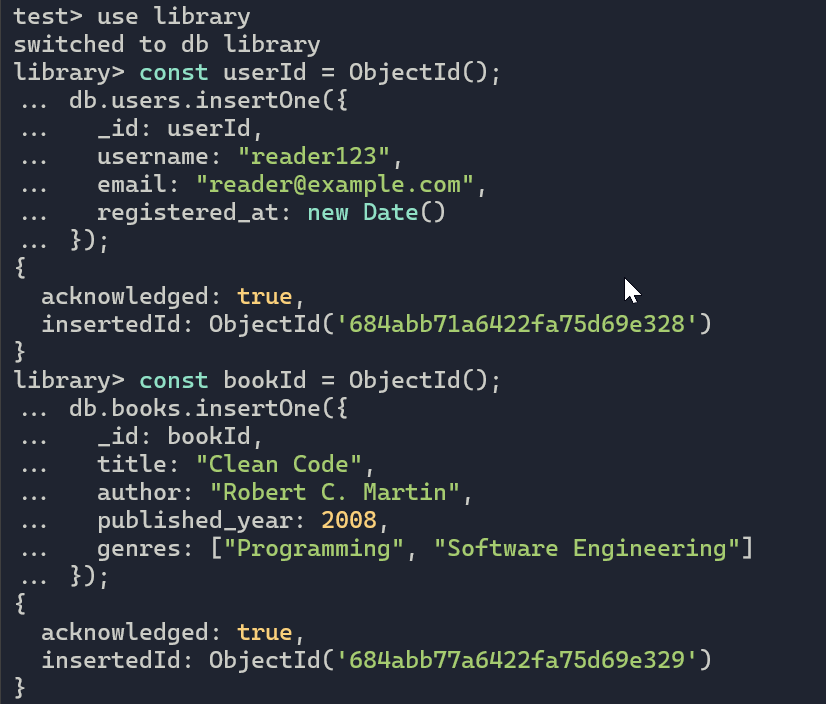 test> use library
switched to db library
library> const userId = ObjectId();
... db.users.insertOne({
...   _id: userId,
...   username: "reader123",
...   email: "reader@example.com",
...   registered_at: new Date()
... });
{
  acknowledged: true,
  insertedId: ObjectId('684abb71a6422fa75d69e328')
}
library> const bookId = ObjectId();
... db.books.insertOne({
...   _id: bookId,
...   title: "Clean Code",
...   author: "Robert C. Martin",
...   published_year: 2008,
...   genres: ["Programming", "Software Engineering"]
... });
{
  acknowledged: true,
  insertedId: ObjectId('684abb77a6422fa75d69e329')
}